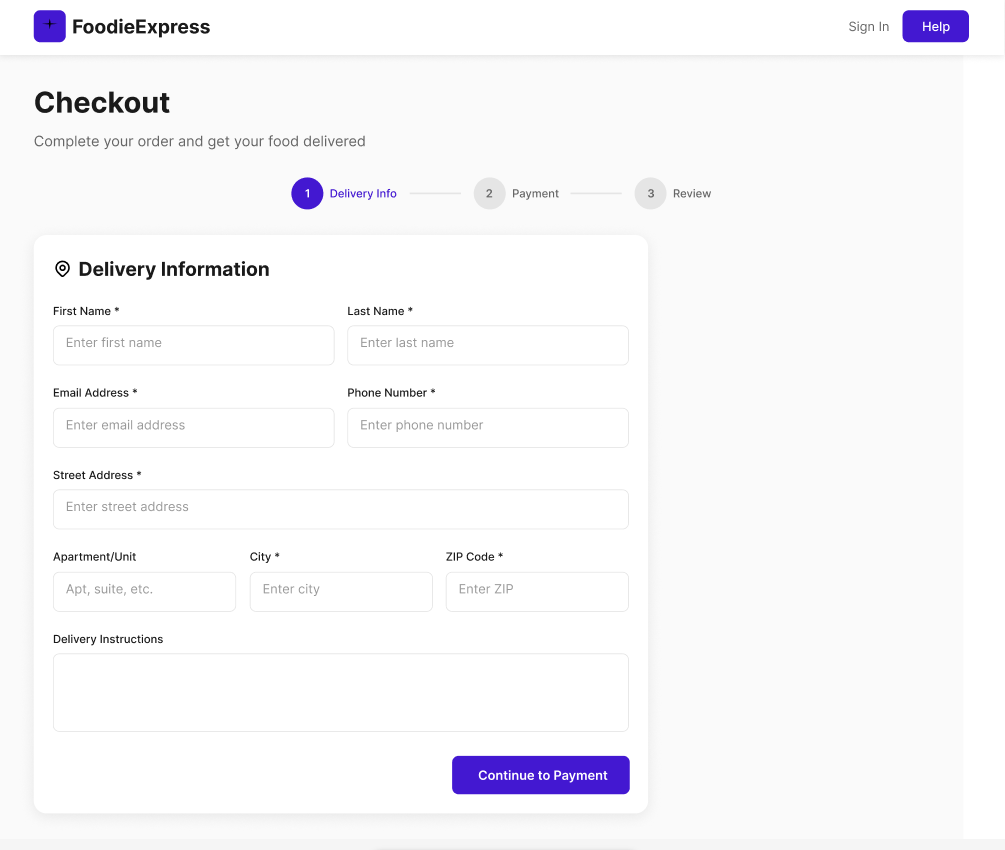 FoodieExpress
Sign In
Help
Checkout
Complete your order and get your food delivered
1 Delivery Info 2 Payment 3 Review
Delivery Information
First Name * Last Name *
Enter first name Enter last name
Email Address * Phone Number *
Enter email address Enter phone number
Street Address *
Enter street address
Apartment/Unit City * ZIP Code *
Apt, suite, etc. Enter city Enter ZIP
Delivery Instructions
Continue to Payment